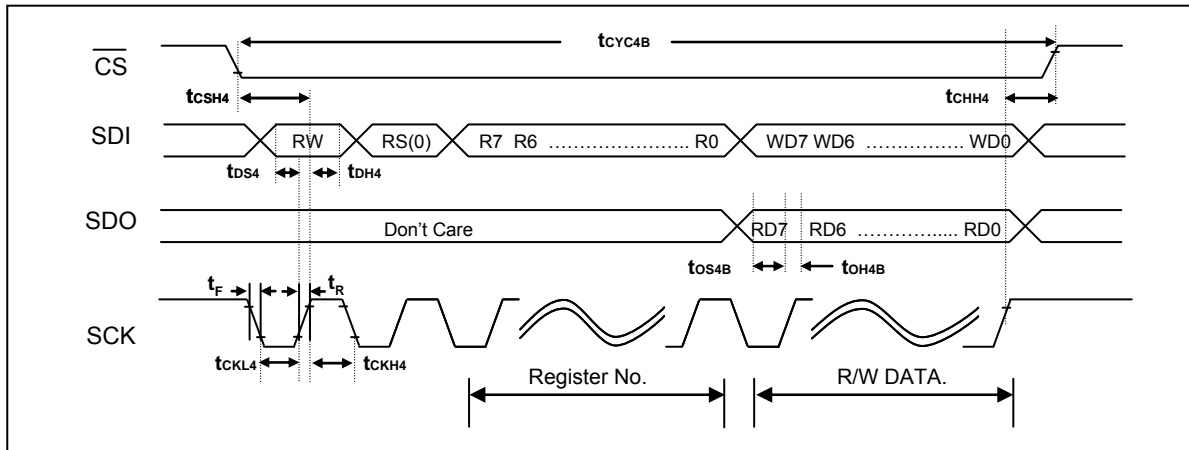 tCYC4B
CS
tCSH4
tCHH4
SDI
RW
RS(0)
R7 R6 ........................ R0
WD7 WD6 ................ WD0
tDS4
tDH4
SDO
Don't Care
RD7
RD6 ................. RD0
tOS4B
tOH4B
tF
tR
SCK
tCKL4
tCKH4
Register No.
R/W DATA.